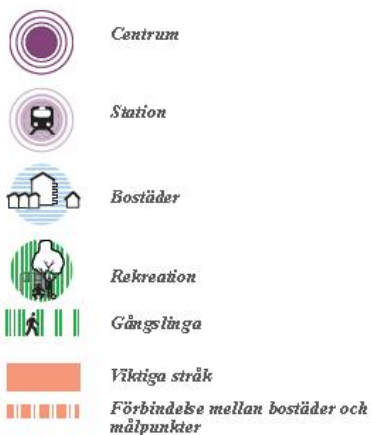 Centrum
Station
Bostäder
Rekreation
Gångslinga
Viktiga stråk
Förbindelse mellan bostäder och
målpunkter